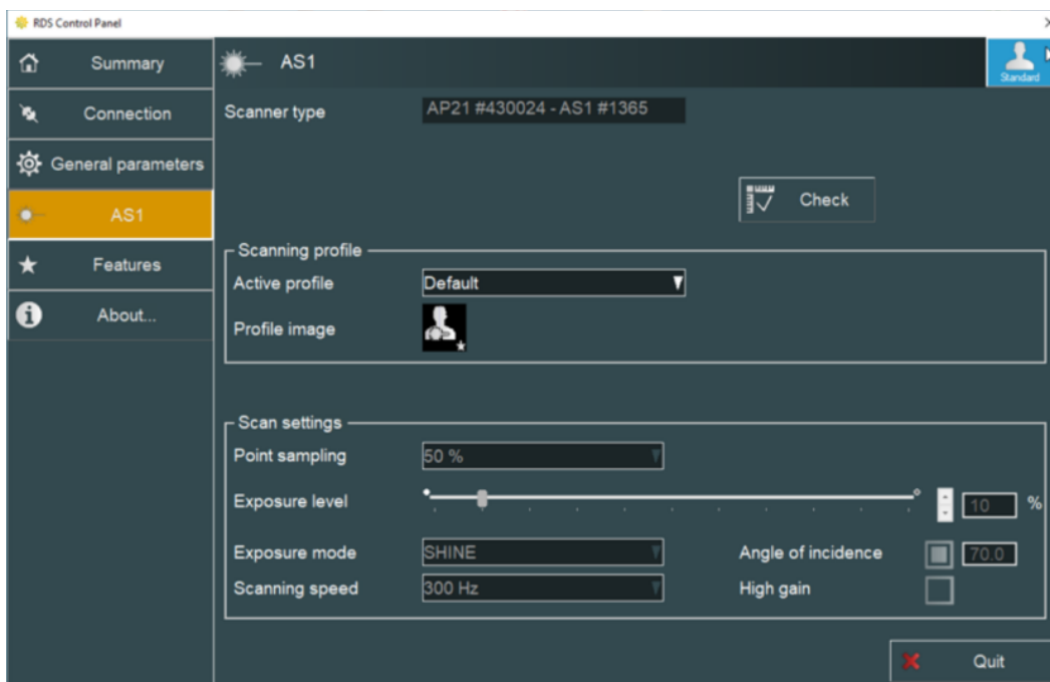 RDS Control Panel
Summary
AS1
Standard
Connection
Scanner type
AP21 #430024 - AS1 #1365
General parameters
Check
AS1
Scanning profile
Features
Active profile
Default
About...
Profile image
Scan settings
Point sampling
50 %
Exposure level
10
%
Exposure mode
SHINE
Angle of incidence
70.0
Scanning speed
300 Hz
High gain
Quit